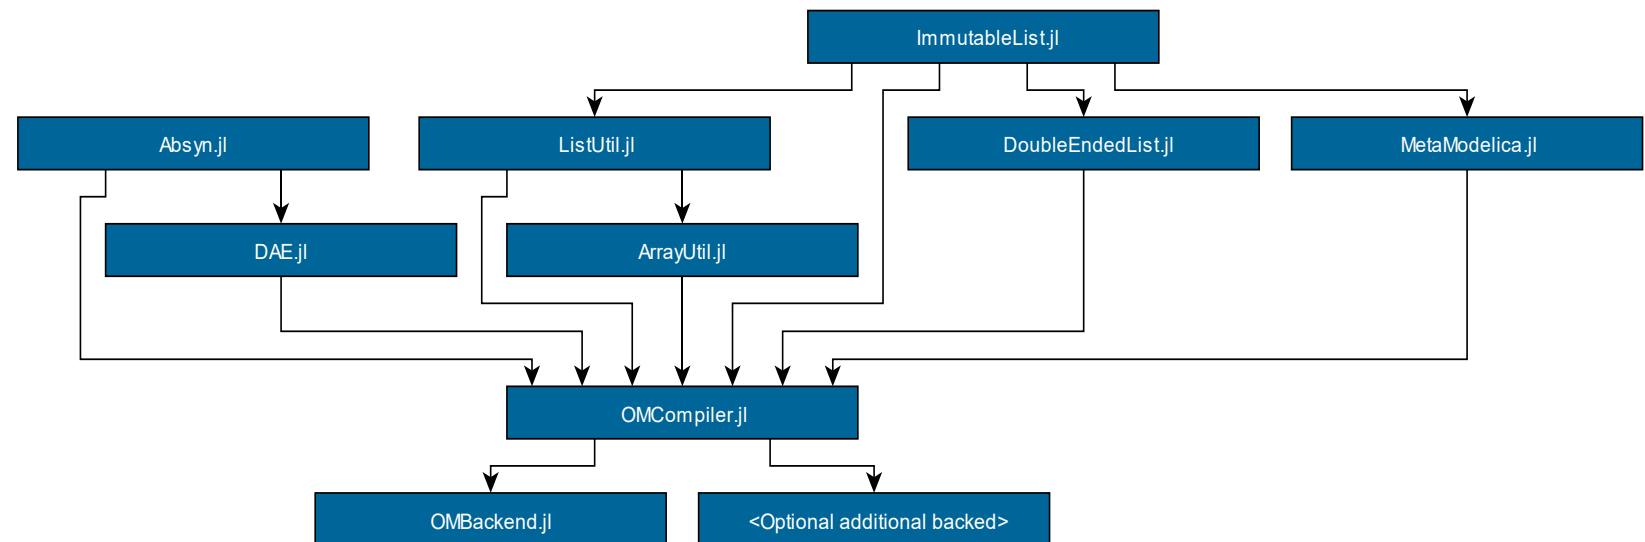 ImmutableList.jl
Absyn.jl
ListUtil.jl
DoubleEndedList.jl
MetaModelica.jl
DAE.jl
ArrayUtil.jl
OMCompiler.jl
OMBackend.jl
<Optional additional backed>